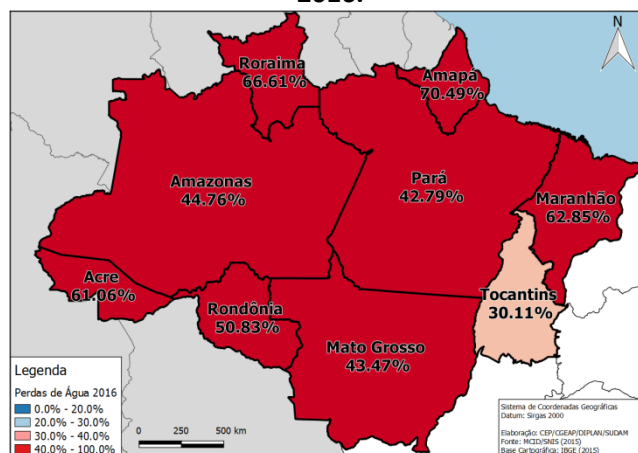 2016.
N
Roraima
66.61%
Amapá
70.49%
Amazonas
44.76%
Pará
42.79%
Maranhão
62.85%
Acre
61.06%
Rondônia
50.83%
Tocantins
30.11%
Mato Grosso
43.47%
Legenda
Perdas de Água 2016
0.0% - 20.0%
20.0% - 30.0%
30.0% - 40.0%
40.0% - 100.0%
0 250 500 km
Sistema de Coordenadas Geográficas
Datum: Sirgas 2000
Elaboração: CEP/CGEAP/DIPLAN/SUDAM
Fonte: MCID/SNIS (2015)
Base Cartográfica: IBGE (2015)